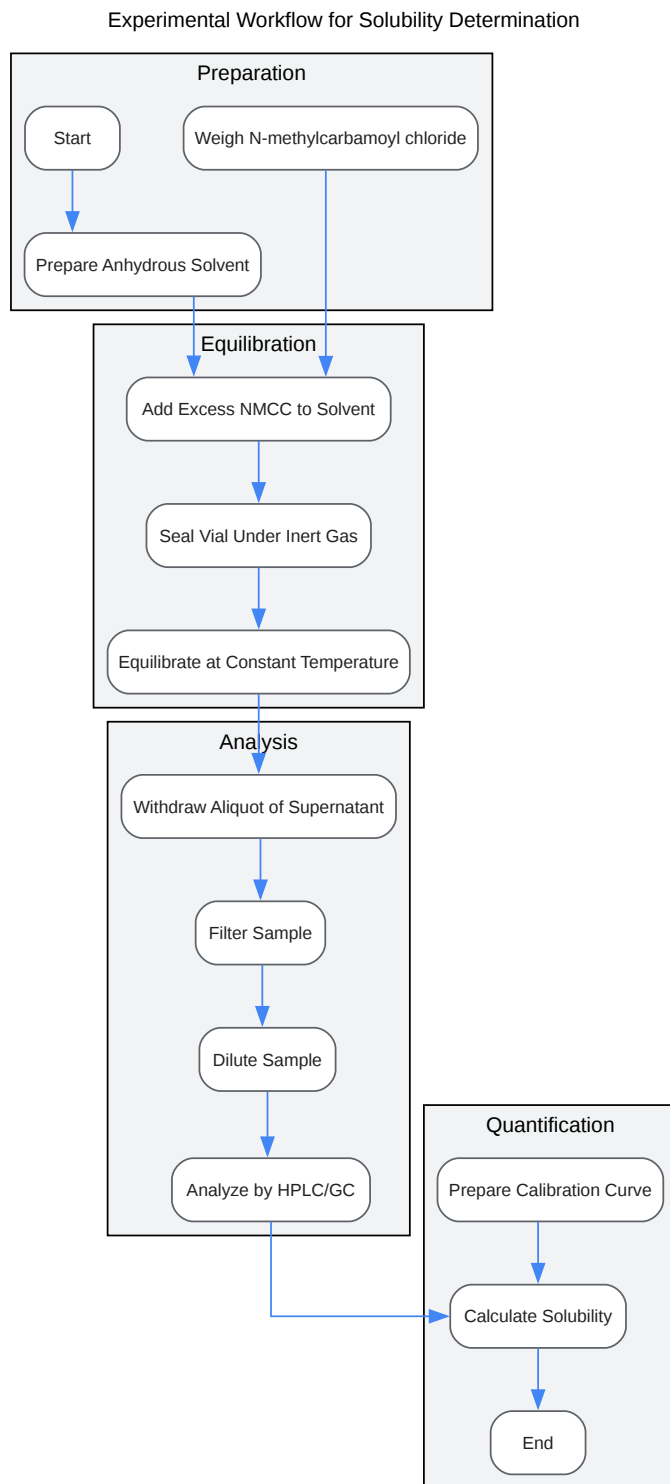 Experimental Workflow for Solubility Determination
Preparation
Start
Weigh N-methylcarbamoyl chloride
Prepare Anhydrous Solvent
Equilibration
Add Excess NMCC to Solvent
Seal Vial Under Inert Gas
Equilibrate at Constant Temperature
Analysis
Withdraw Aliquot of Supernatant
Filter Sample
Dilute Sample
Analyze by HPLC/GC
Quantification
Prepare Calibration Curve
Calculate Solubility
End